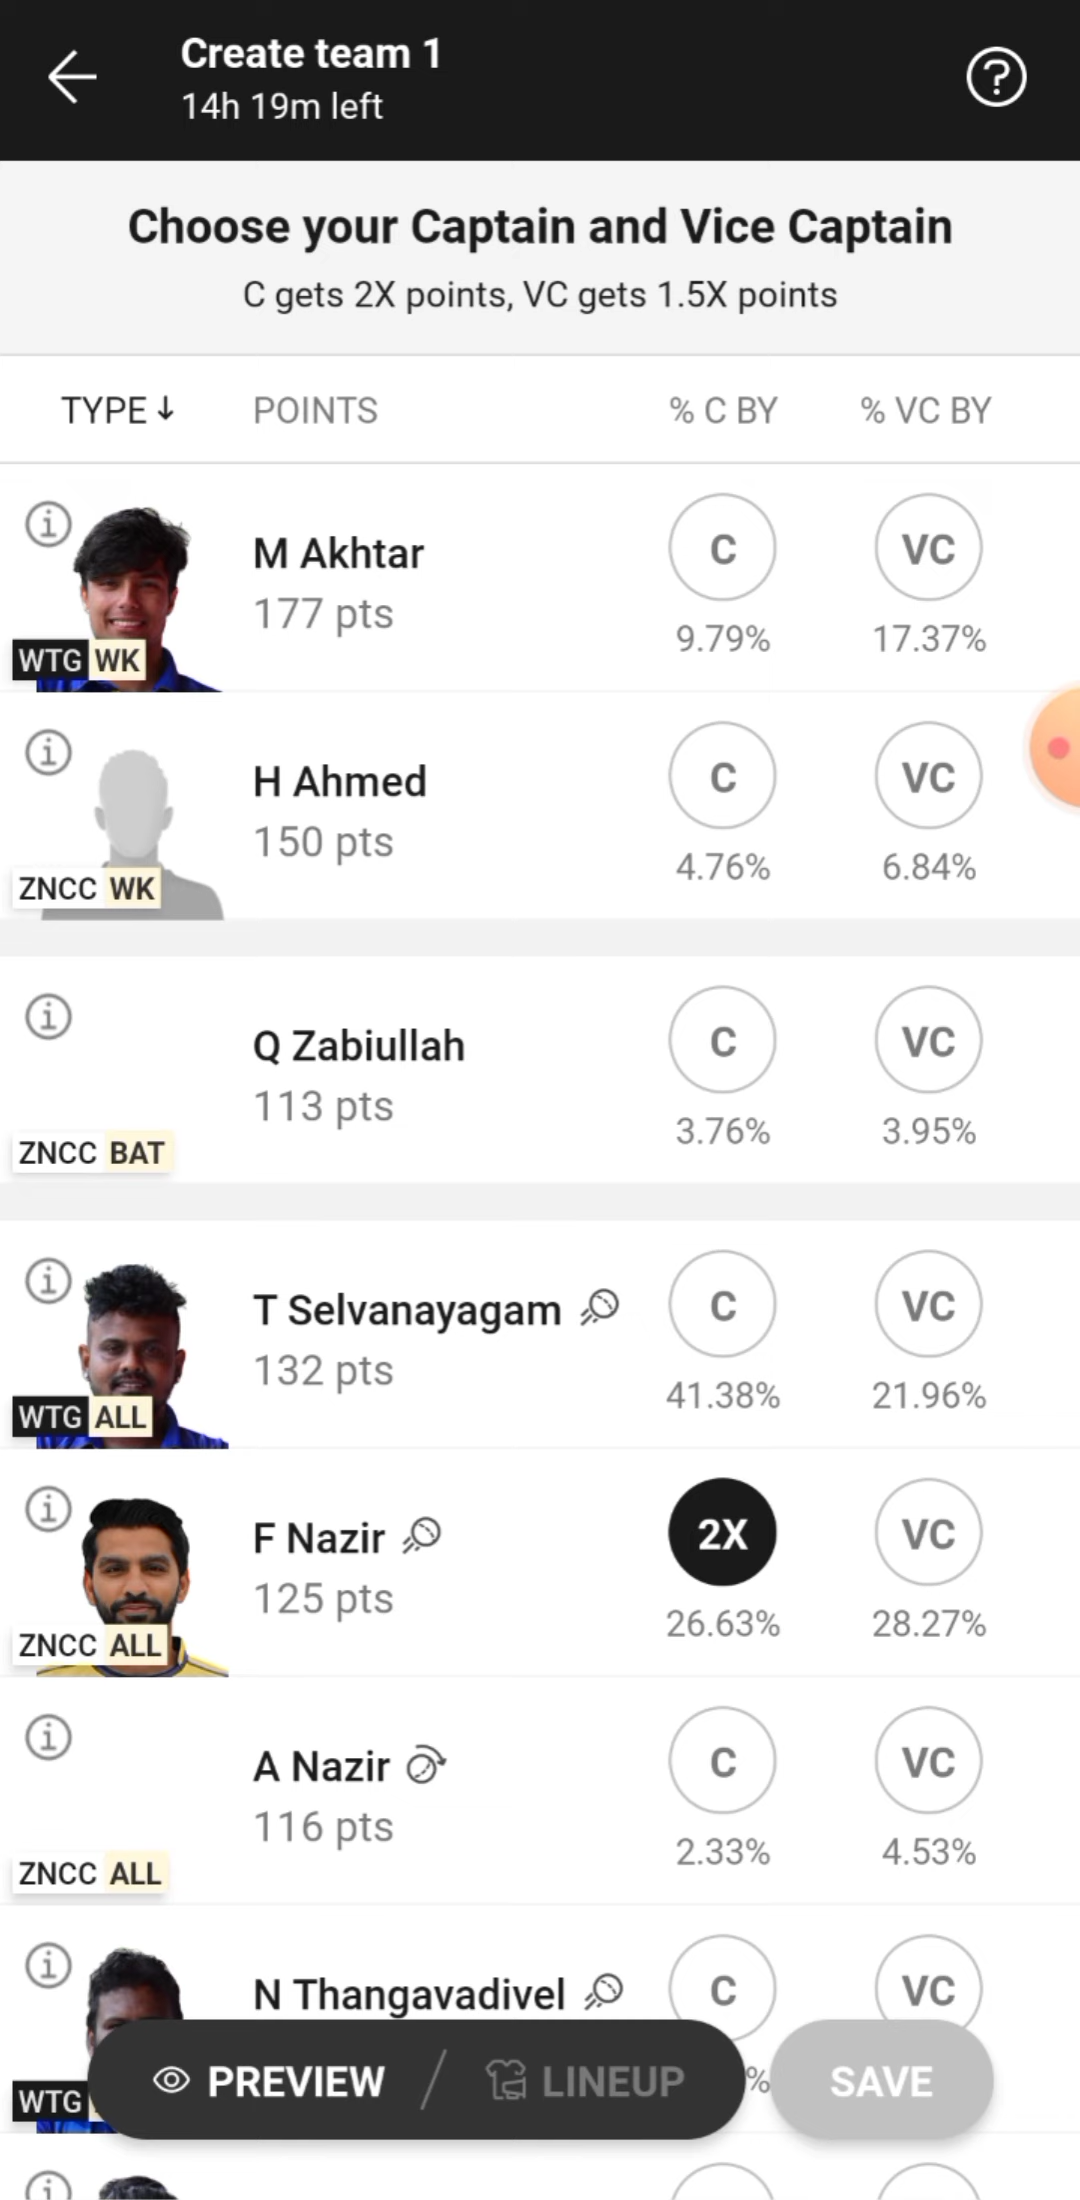 Create team 1
14h 19m left
Choose your Captain and Vice Captain
C gets 2X points, VC gets 1.5X points
TYPE POINTS % C BY % VC BY
M Akhtar
177 pts
C VC
9.79% 17.37%
WTG WK
H Ahmed
150 pts
C VC
4.76% 6.84%
ZNCC WK
Q Zabiullah
113 pts
C VC
3.76% 3.95%
ZNCC BAT
T Selvanayagam
132 pts
C VC
41.38% 21.96%
WTG ALL
F Nazir
125 pts
2X VC
26.63% 28.27%
ZNCC ALL
A Nazir
116 pts
C VC
2.33% 4.53%
ZNCC ALL
N Thangavadivel
C VC
%
WTG
PREVIEW / LINEUP SAVE